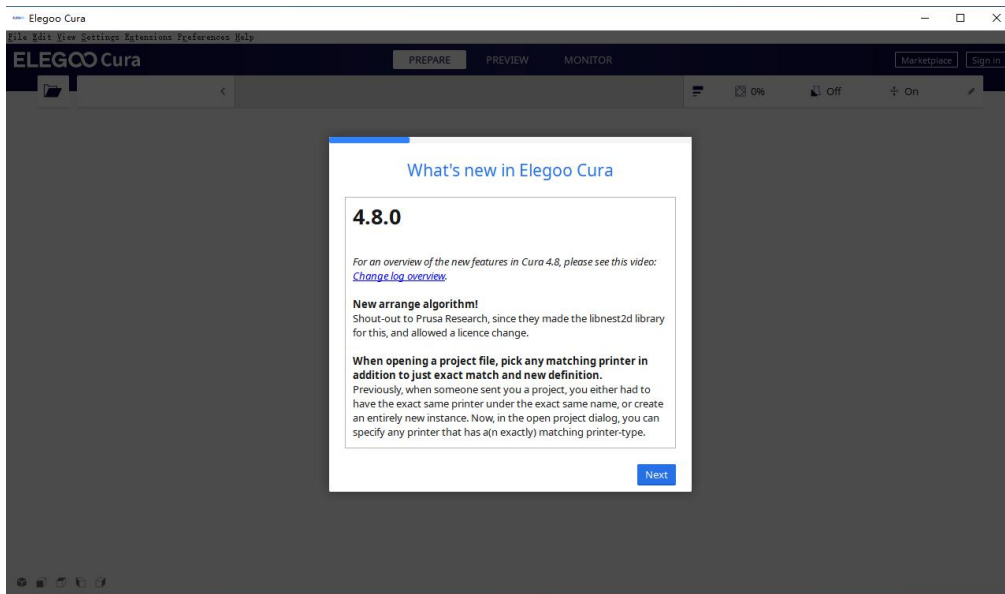 Elegoo Cura
File Edit View Settings Extensions Preferences Help
ELEGOO Cura
PREPARE PREVIEW MONITOR
Marketplace Sign in
0% Off On
What's new in Elegoo Cura
4.8.0
For an overview of the new features in Cura 4.8, please see this video:
Change log overview.
New arrange algorithm!
Shout-out to Prusa Research, since they made the libnest2d library
for this, and allowed a licence change.
When opening a project file, pick any matching printer in
addition to just exact match and new definition.
Previously, when someone sent you a project, you either had to
have the exact same printer under the exact same name, or create
an entirely new instance. Now, in the open project dialog, you can
specify any printer that has a(n exactly) matching printer-type.
Next